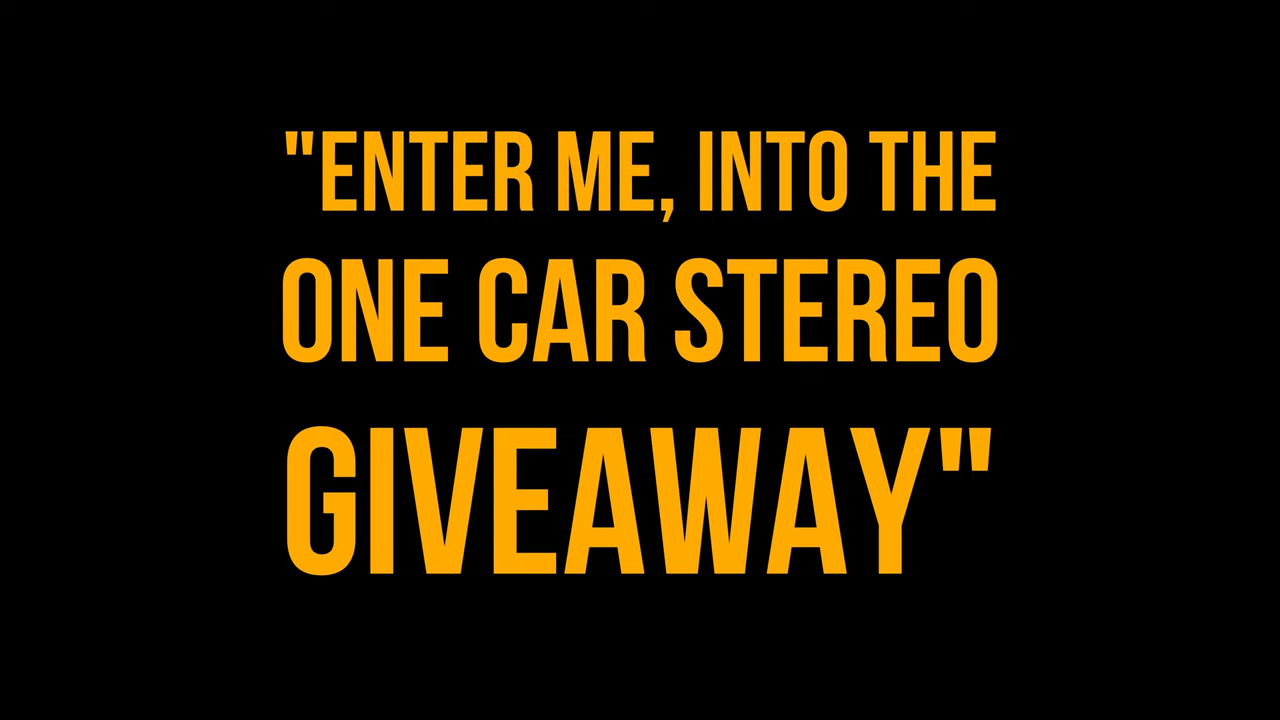 "ENTER ME, INTO THE
ONE CAR STEREO
GIVEAWAY"